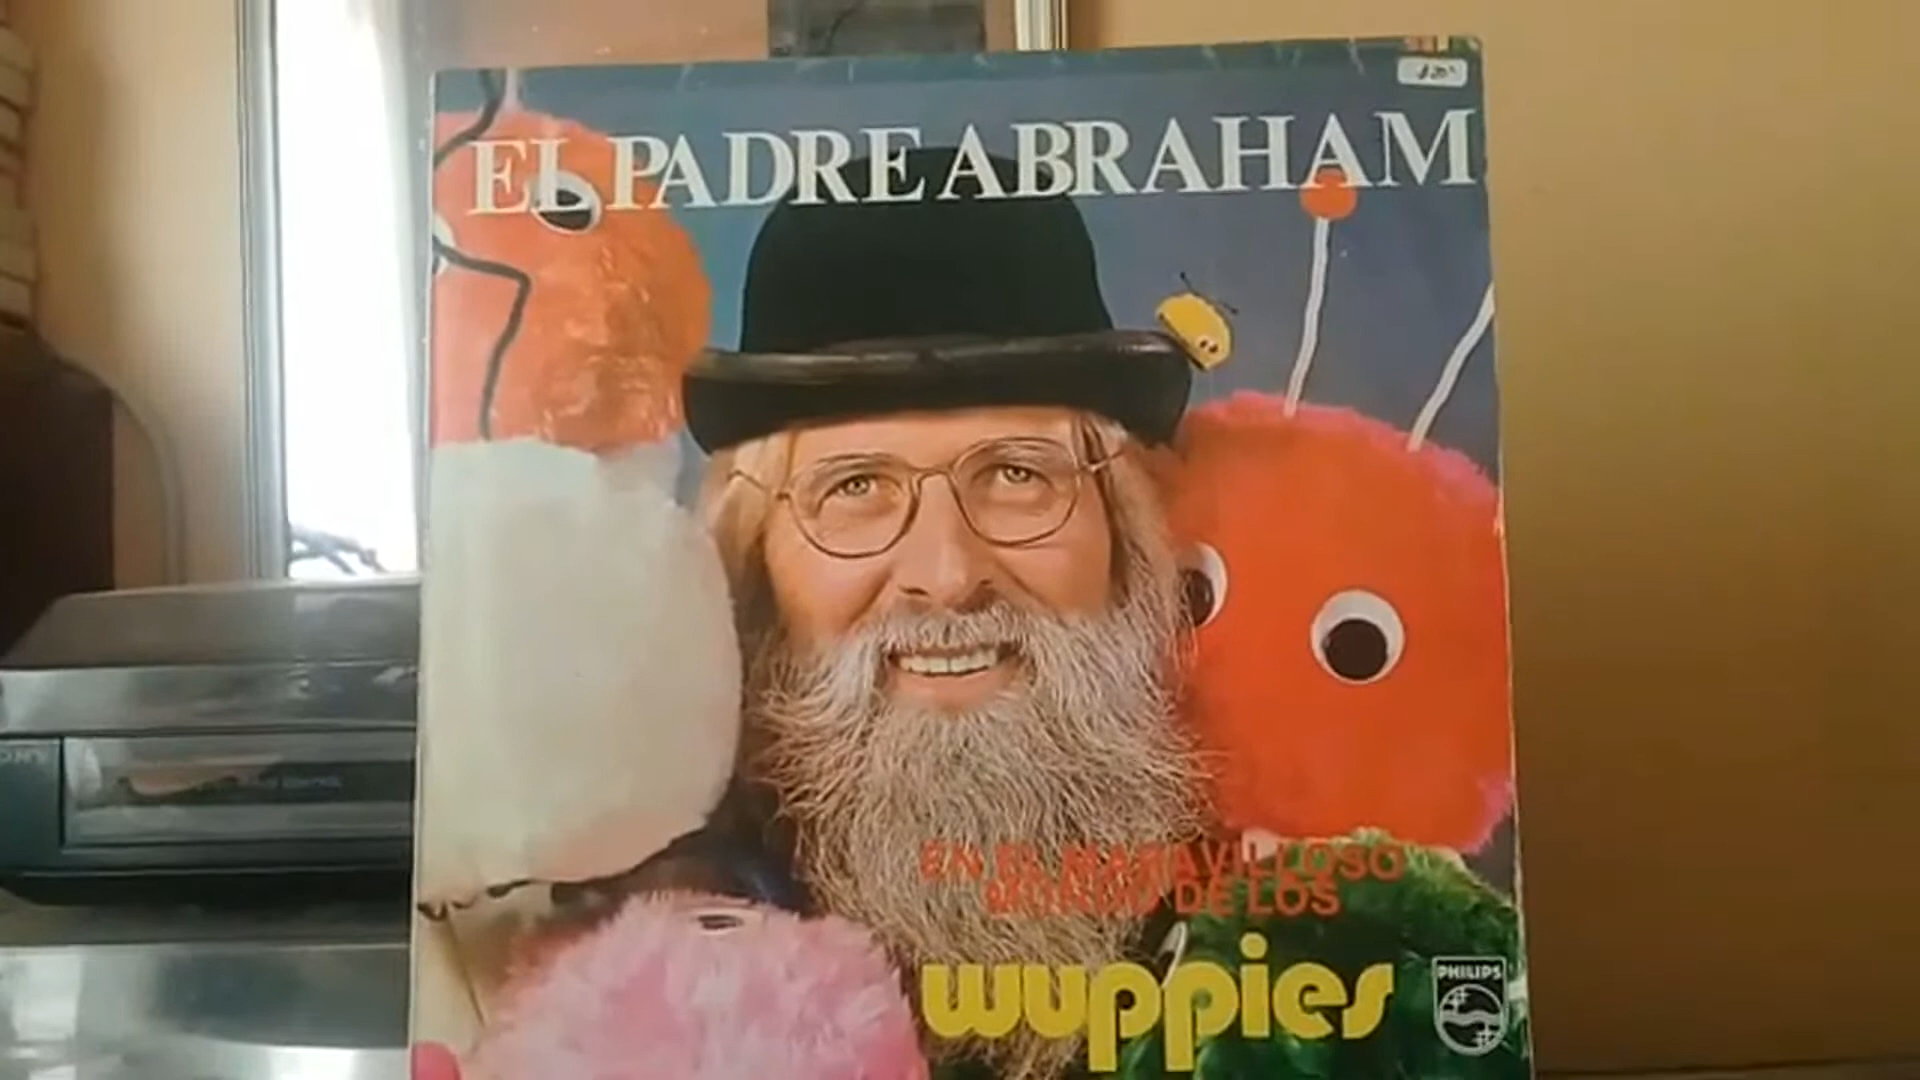 EL PADRE ABRAHAM
EN EL MARAVILLOSO
MUNDO DE LOS
wuppies
PHILIPS